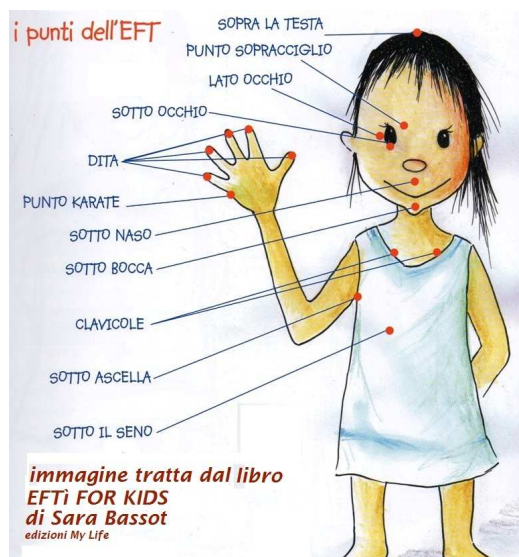 i punti dell'EFT
SOPRA LA TESTA
PUNTO SOPRACCIGLIO
LATO OCCHIO
SOTTO OCCHIO
DITA
PUNTO KARATE
SOTTO NASO
SOTTO BOCCA
CLAVICOLE
SOTTO ASCELLA
SOTTO IL SENO
immagine tratta dal libro
EFTì FOR KIDS
di Sara Bassot
edizioni My Life